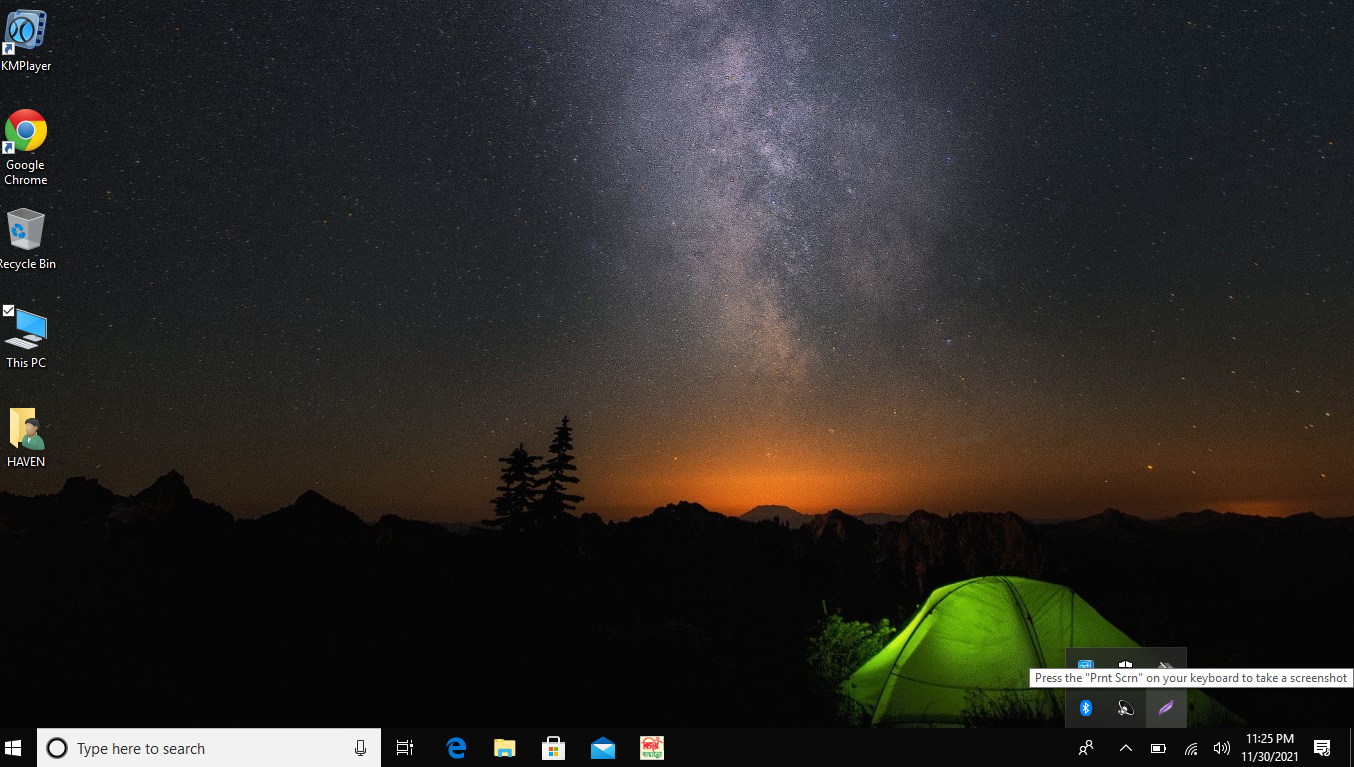 KMPlayer
Google
Chrome
Recycle Bin
This PC
HAVEN
Press the "Prnt Scrn" on your keyboard to take a screenshot
Type here to search
11:25 PM
11/30/2021